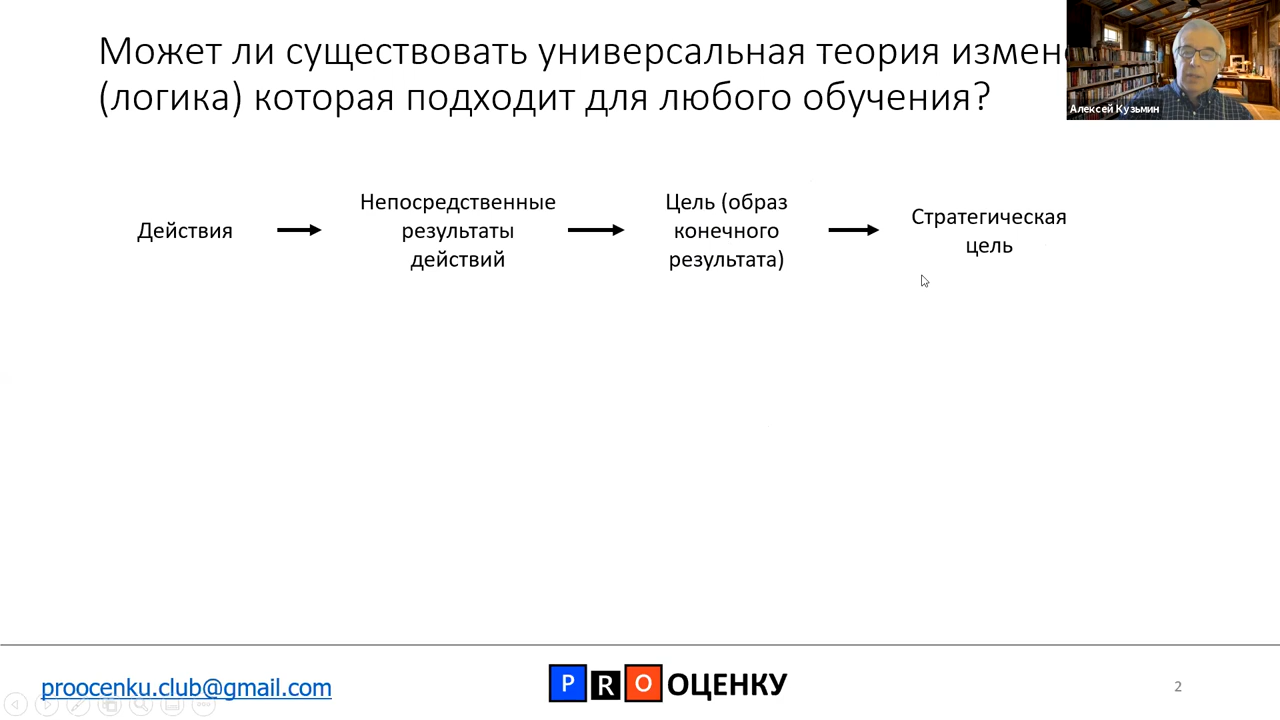 Может ли существовать универсальная теория
(логика) которая подходит для любого обучения?
Алексей Кузьмин
Действия
Непосредственные
результаты
действий
Цель (образ
конечного
результата)
Стратегическая
цель
proocenku.club@gmail.com
PRO ОЦЕНКУ
2